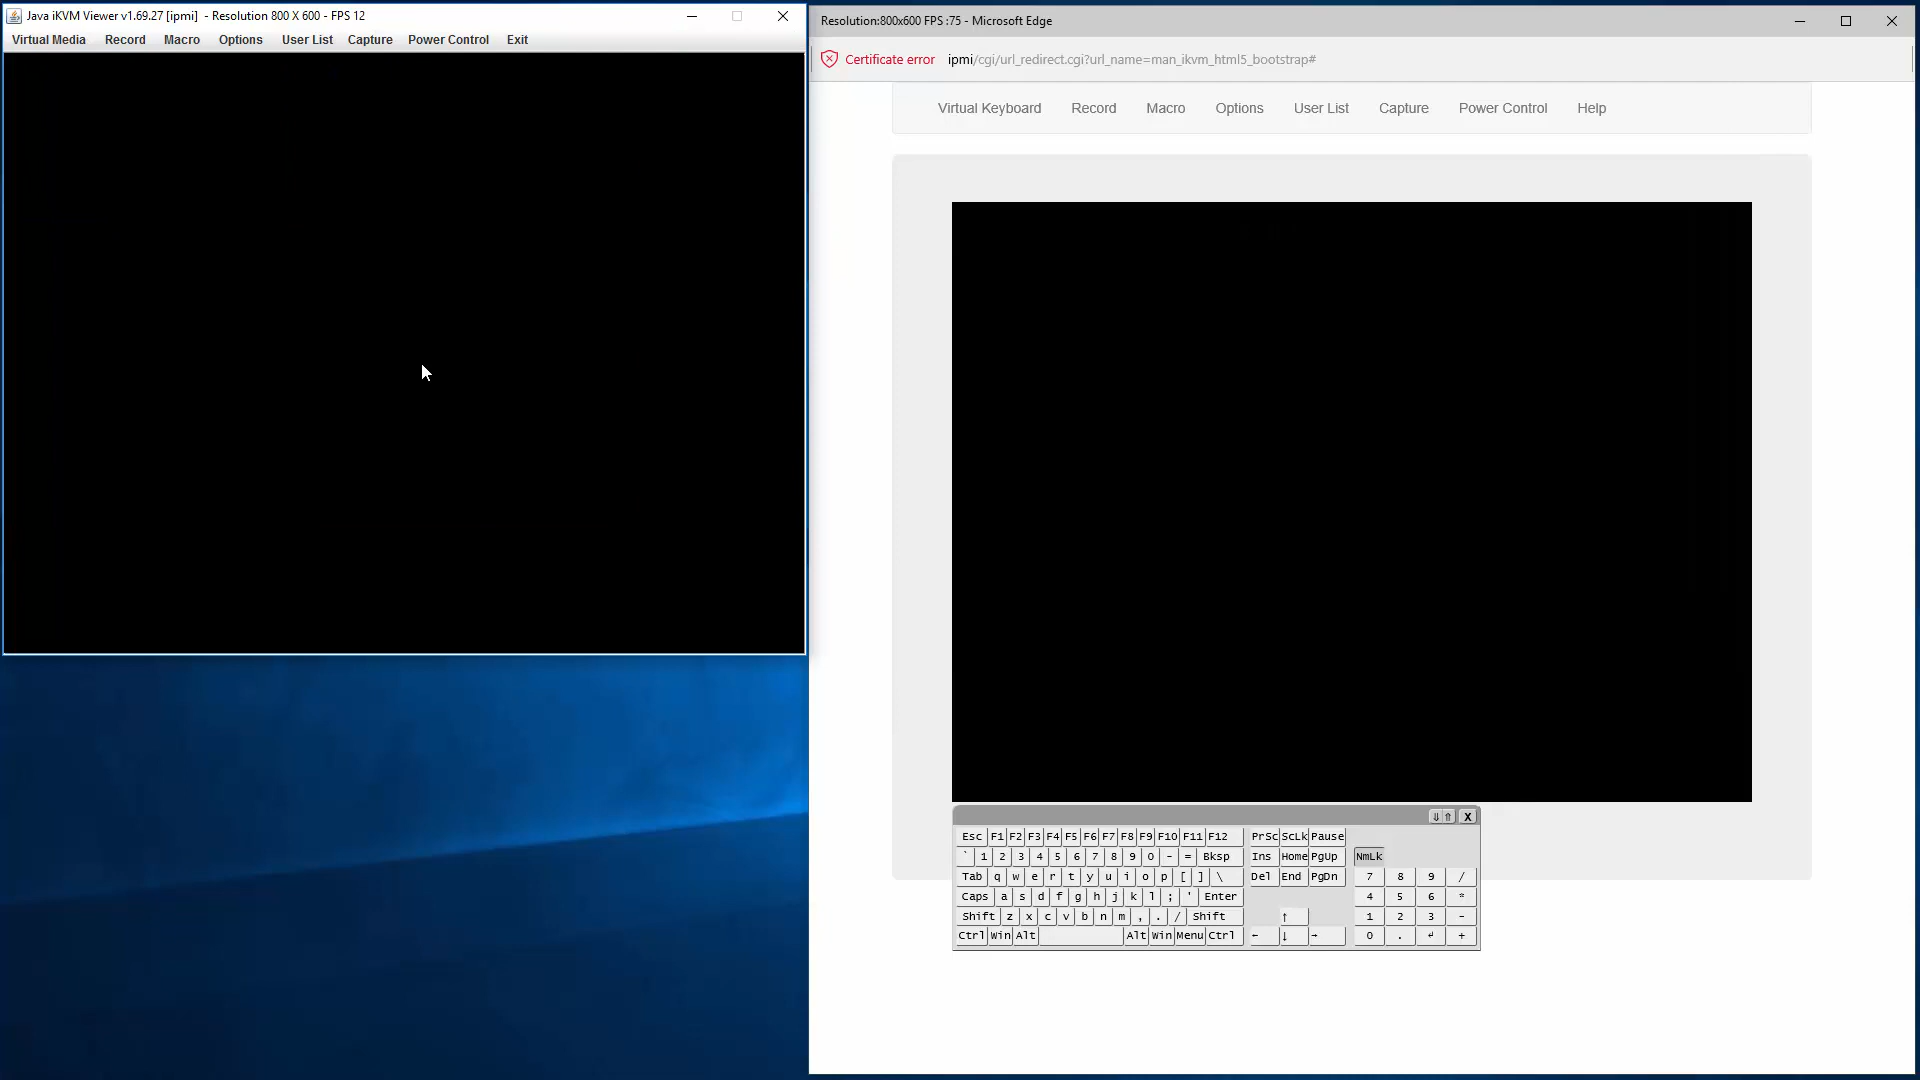 Java iKVM Viewer v1.69.27 [ipmi]  - Resolution 800 X 600 - FPS 12
Virtual Media Record Macro Options User List Capture Power Control Exit
Resolution:800x600 FPS :75 - Microsoft Edge
Certificate error ipmi/cgi/url_redirect.cgi?url_name=man_ikvm_html5_bootstrap#
Virtual Keyboard Record Macro Options User List Capture Power Control Help
⇓ ⇑ X
Esc F1 F2 F3 F4 F5 F6 F7 F8 F9 F10 F11 F12 PrSc ScLk Pause
` 1 2 3 4 5 6 7 8 9 0 - = Bksp Ins Home PgUp NmLk
Tab q w e r t y u i o p [ ] \ Del End PgDn 7 8 9 /
Caps a s d f g h j k l ; ' Enter 4 5 6 *
Shift z x c v b n m , . / Shift ↑ 1 2 3 -
Ctrl Win Alt Alt Win Menu Ctrl ← ↓ → 0 . ↵ +